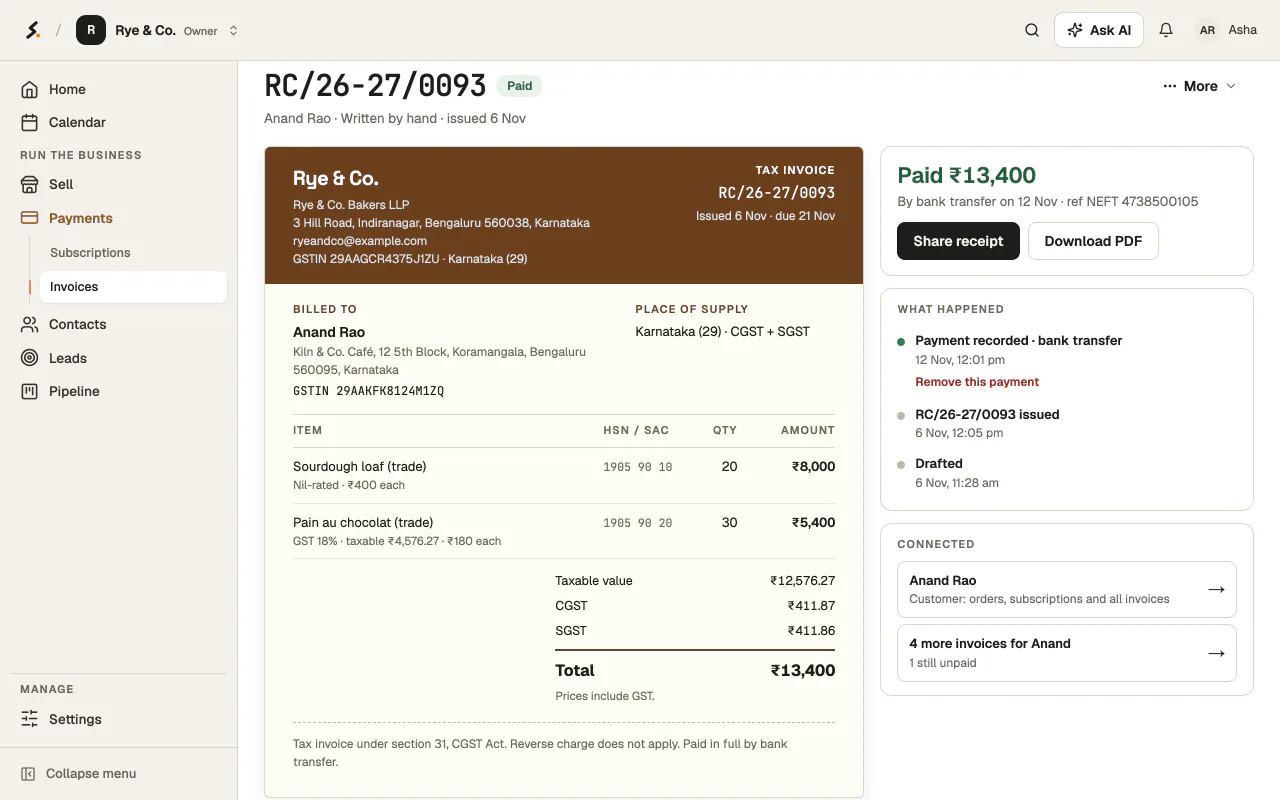 /
R
Rye & Co. Owner
Ask AI
AR
Asha
Home
Calendar
RUN THE BUSINESS
Sell
Payments
Subscriptions
Invoices
Contacts
Leads
Pipeline
MANAGE
Settings
Collapse menu
RC/26-27/0093 Paid
Anand Rao · Written by hand · issued 6 Nov
··· More
Rye & Co.
Rye & Co. Bakers LLP
3 Hill Road, Indiranagar, Bengaluru 560038, Karnataka
ryeandco@example.com
GSTIN 29AAGCR4375J1ZU · Karnataka (29)
TAX INVOICE
RC/26-27/0093
Issued 6 Nov · due 21 Nov
BILLED TO
Anand Rao
Kiln & Co. Café, 12 5th Block, Koramangala, Bengaluru
560095, Karnataka
GSTIN 29AAKFK8124M1ZQ
PLACE OF SUPPLY
Karnataka (29) · CGST + SGST
ITEM HSN / SAC QTY AMOUNT
Sourdough loaf (trade) 1905 90 10 20 ₹8,000
Nil-rated · ₹400 each
Pain au chocolat (trade) 1905 90 20 30 ₹5,400
GST 18% · taxable ₹4,576.27 · ₹180 each
Taxable value ₹12,576.27
CGST ₹411.87
SGST ₹411.86
Total ₹13,400
Prices include GST.
Tax invoice under section 31, CGST Act. Reverse charge does not apply. Paid in full by bank
transfer.
Paid ₹13,400
By bank transfer on 12 Nov · ref NEFT 4738500105
Share receipt
Download PDF
WHAT HAPPENED
Payment recorded · bank transfer
12 Nov, 12:01 pm
Remove this payment
RC/26-27/0093 issued
6 Nov, 12:05 pm
Drafted
6 Nov, 11:28 am
CONNECTED
Anand Rao
Customer: orders, subscriptions and all invoices
4 more invoices for Anand
1 still unpaid